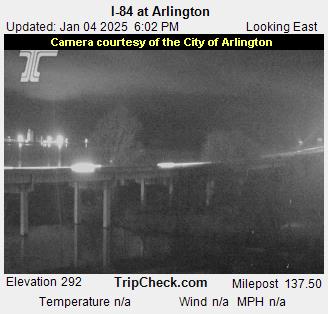 I-84 at Arlington
Updated: Jan 04 2025 6:02 PM Looking East
Camera courtesy of the City of Arlington
Elevation 292 TripCheck.com Milepost 137.50
Temperature n/a Wind n/a MPH n/a